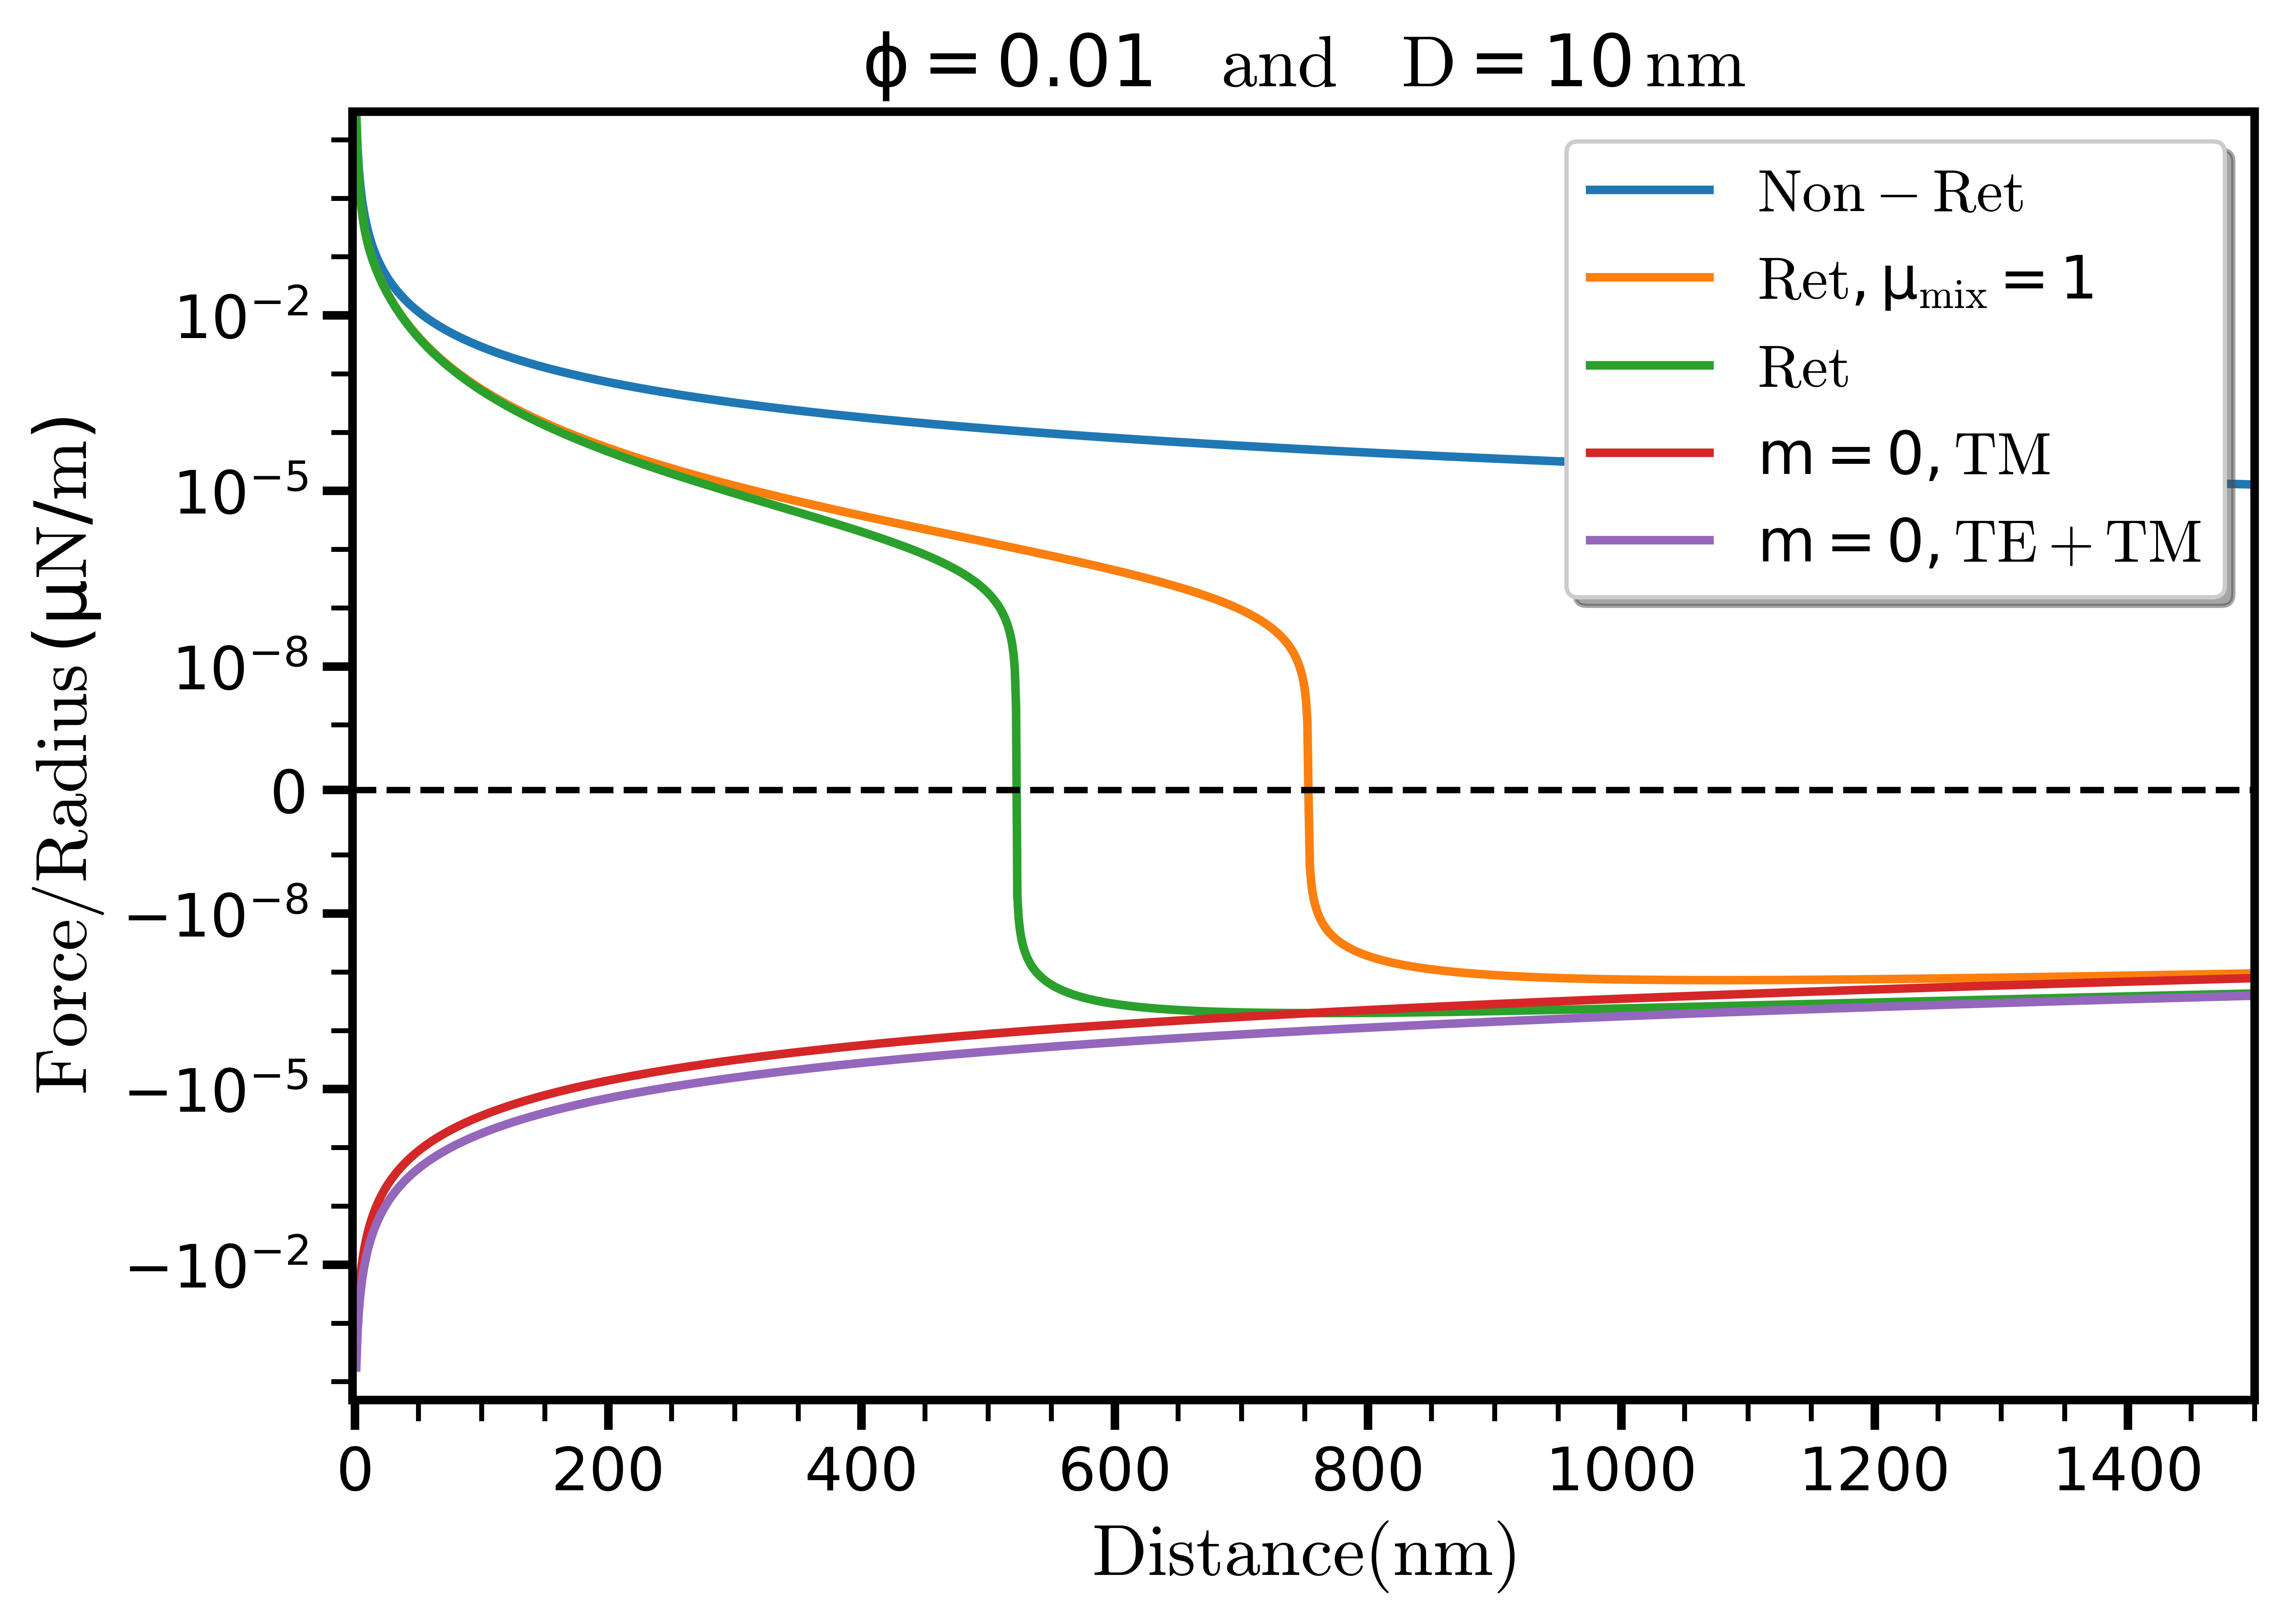 ϕ = 0.01 and D = 10 nm
Force/Radius (μN/m)
10⁻²
10⁻⁵
10⁻⁸
0
−10⁻⁸
−10⁻⁵
−10⁻²
Non − Ret
Ret, μ_mix = 1
Ret
m = 0, TM
m = 0, TE + TM
0 200 400 600 800 1000 1200 1400
Distance(nm)